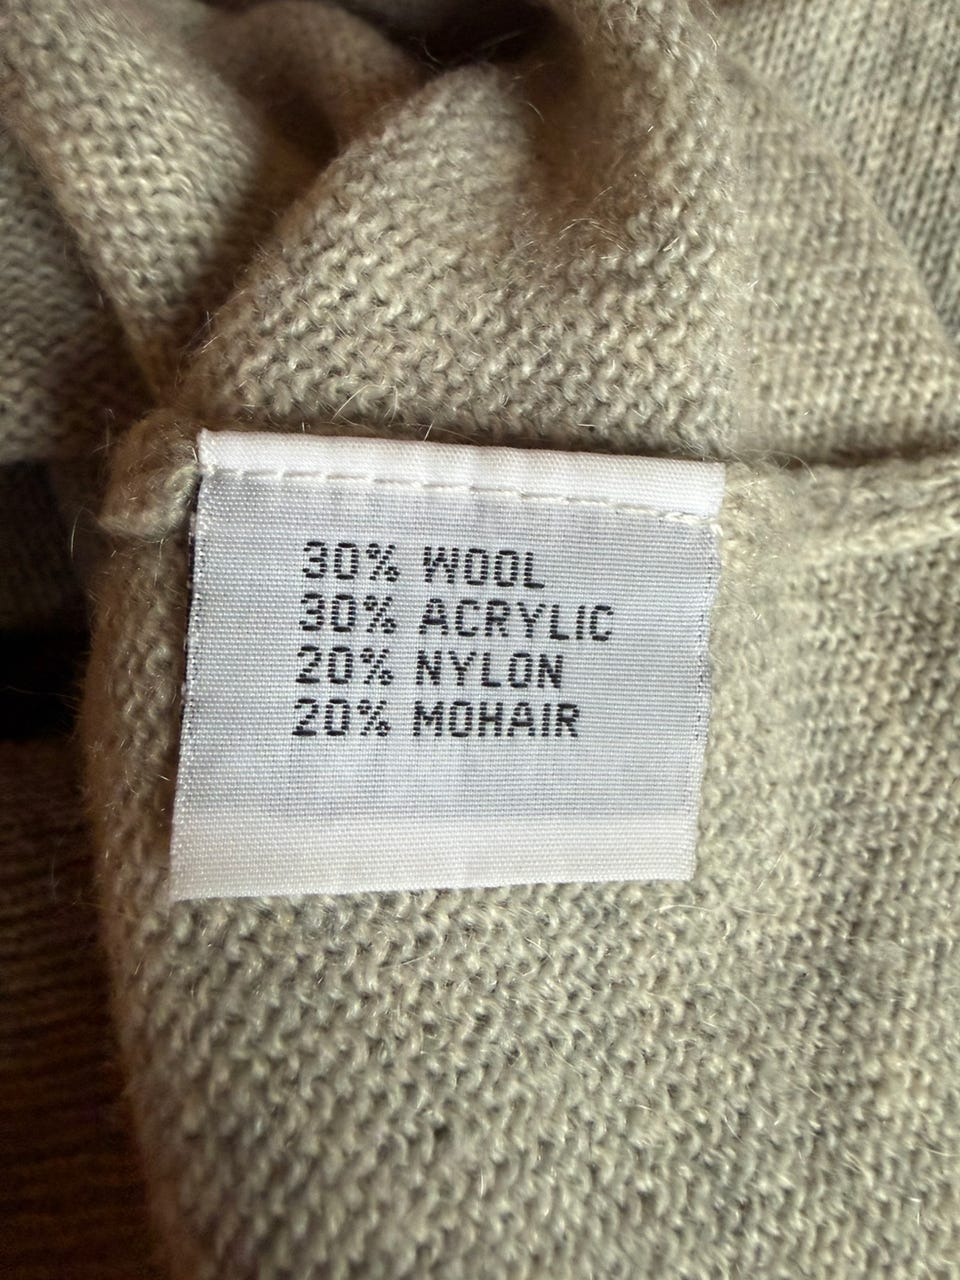 30% WOOL
30% ACRYLIC
20% NYLON
20% MOHAIR